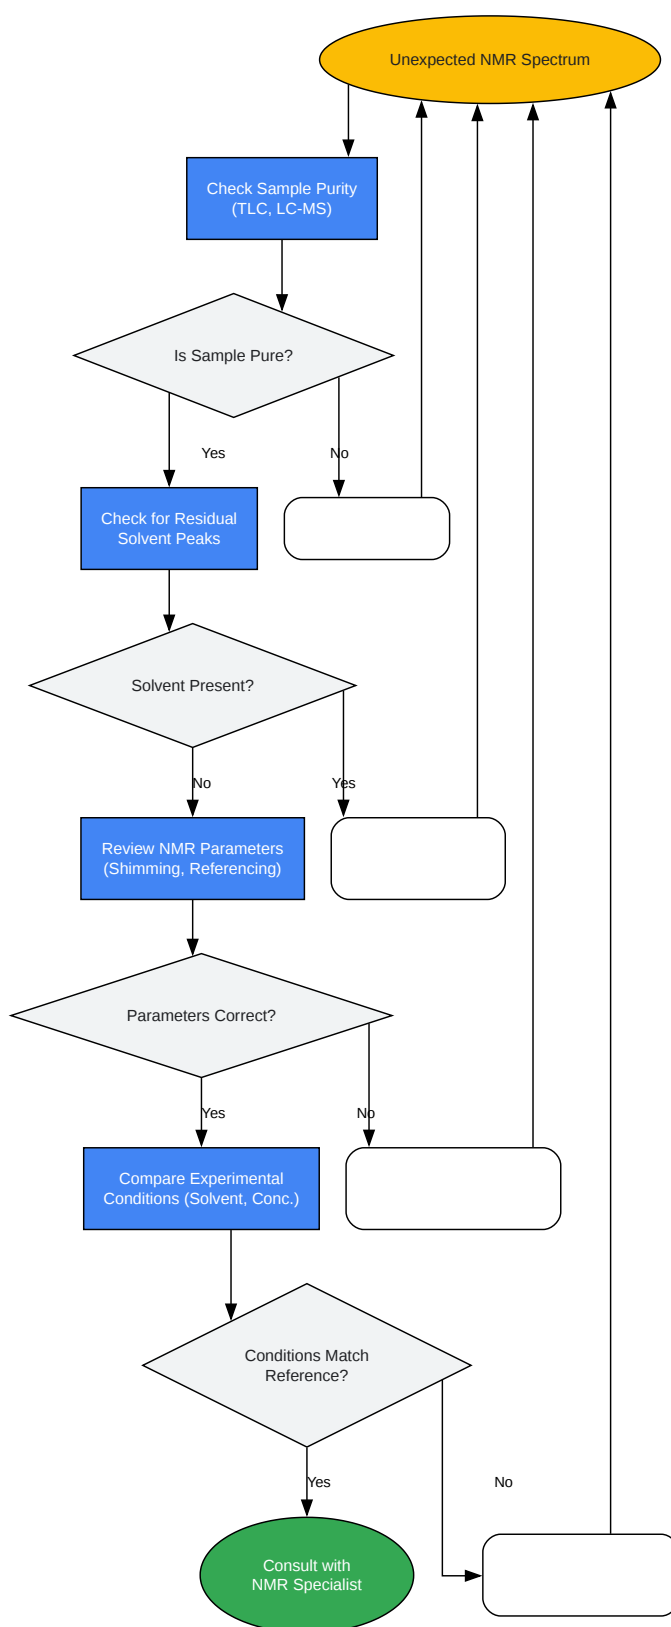 Unexpected NMR Spectrum
Check Sample Purity
(TLC, LC-MS)
Is Sample Pure?
Yes
No
Check for Residual
Solvent Peaks
Solvent Present?
No
Yes
Review NMR Parameters
(Shimming, Referencing)
Parameters Correct?
Yes
No
Compare Experimental
Conditions (Solvent, Conc.)
Conditions Match
Reference?
Yes
No
Consult with
NMR Specialist